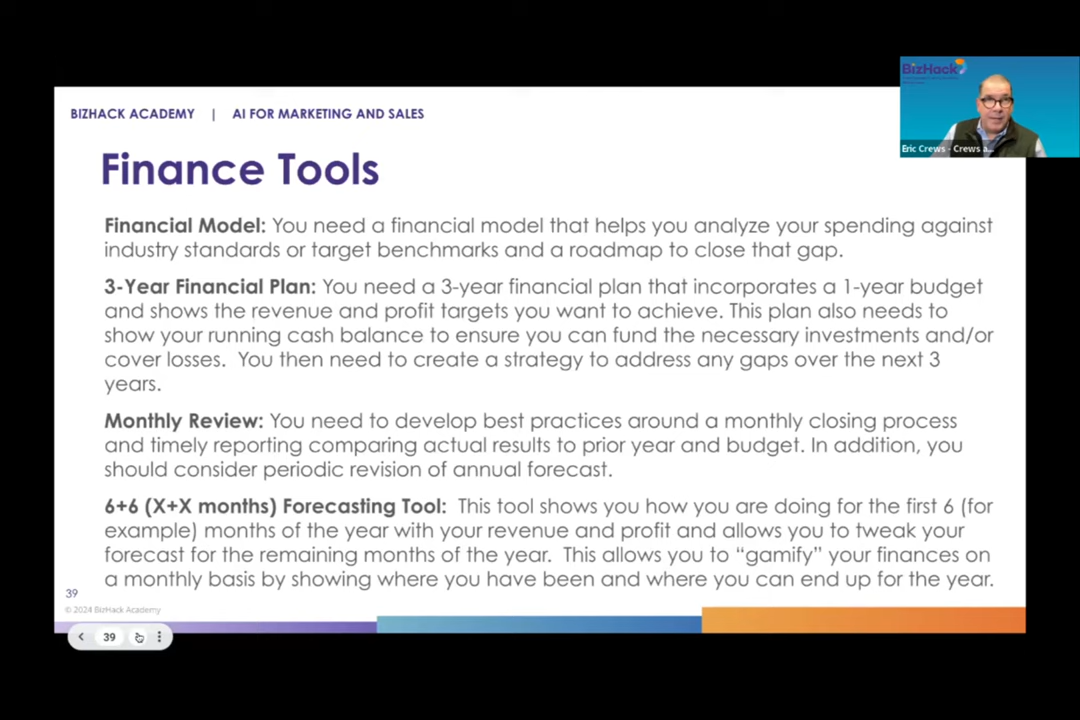 BIZHACK ACADEMY | AI FOR MARKETING AND SALES
BizHack
Eric Crews - Crews a...
Finance Tools
Financial Model: You need a financial model that helps you analyze your spending against
industry standards or target benchmarks and a roadmap to close that gap.
3-Year Financial Plan: You need a 3-year financial plan that incorporates a 1-year budget
and shows the revenue and profit targets you want to achieve. This plan also needs to
show your running cash balance to ensure you can fund the necessary investments and/or
cover losses.  You then need to create a strategy to address any gaps over the next 3
years.
Monthly Review: You need to develop best practices around a monthly closing process
and timely reporting comparing actual results to prior year and budget. In addition, you
should consider periodic revision of annual forecast.
6+6 (X+X months) Forecasting Tool:  This tool shows you how you are doing for the first 6 (for
example) months of the year with your revenue and profit and allows you to tweak your
forecast for the remaining months of the year.  This allows you to “gamify” your finances on
a monthly basis by showing where you have been and where you can end up for the year.
39
© 2024 BizHack Academy
39